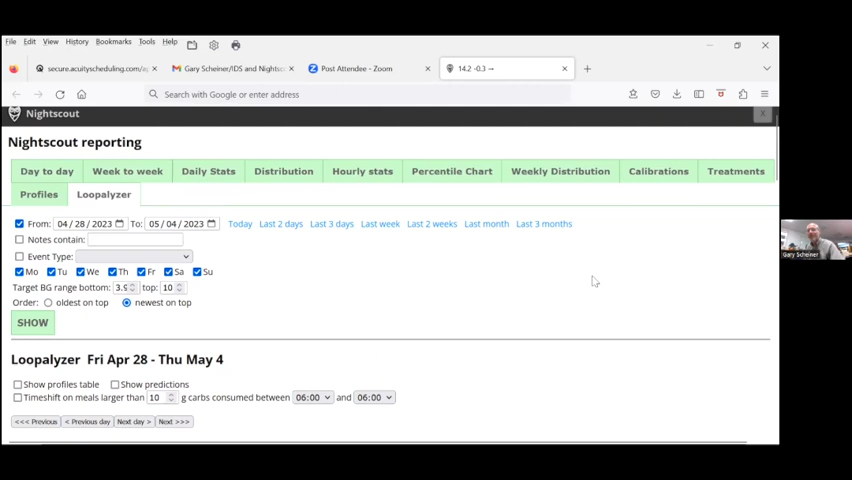 File Edit View History Bookmarks Tools Help
secure.acuityscheduling.com/ap
Gary Scheiner/IDS and Nightsc
Post Attendee - Zoom
14.2 -0.3 →
Search with Google or enter address
Nightscout
X
Nightscout reporting
Day to day Week to week Daily Stats Distribution Hourly stats Percentile Chart Weekly Distribution Calibrations Treatments
Profiles Loopalyzer
From: 04/28/2023 To: 05/04/2023 Today Last 2 days Last 3 days Last week Last 2 weeks Last month Last 3 months
Notes contain:
Event Type:
Mo Tu We Th Fr Sa Su
Target BG range bottom: 3.9 top: 10
Order: oldest on top newest on top
SHOW
Loopalyzer Fri Apr 28 - Thu May 4
Show profiles table Show predictions
Timeshift on meals larger than 10 g carbs consumed between 06:00 and 06:00
<<< Previous < Previous day Next day > Next >>>
Gary Scheiner